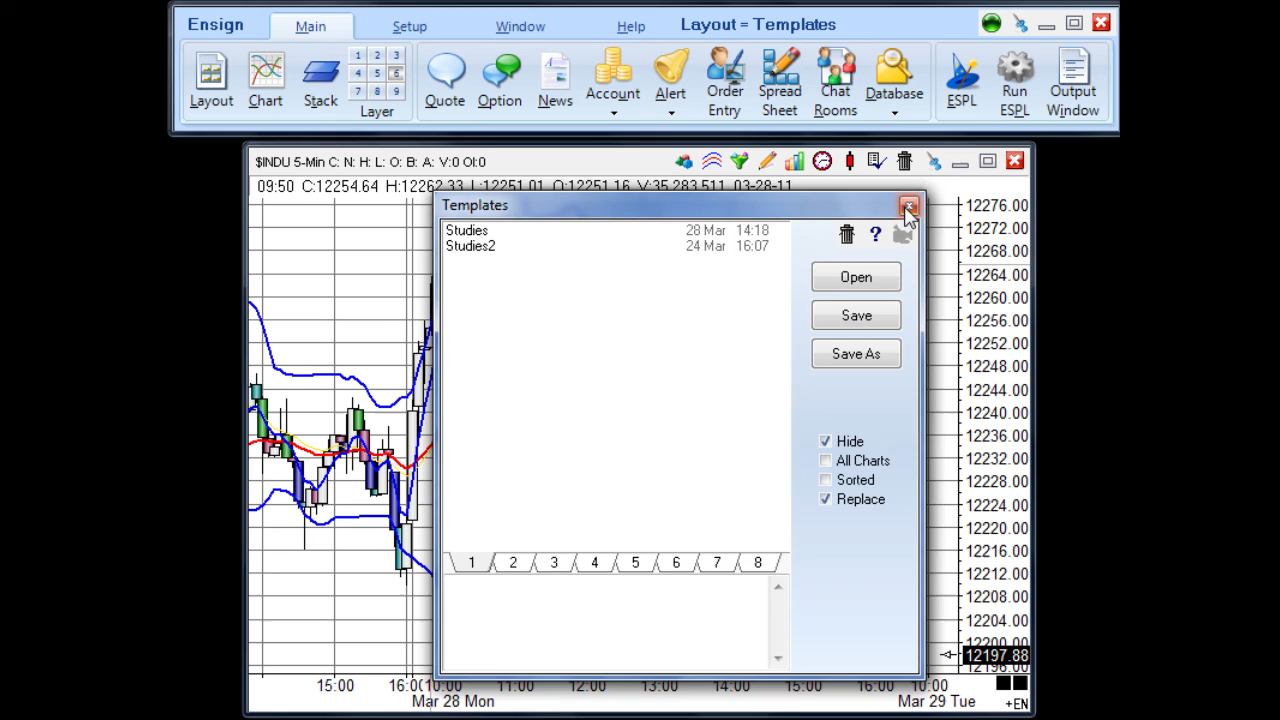 Ensign Main Setup Window Help Layout = Templates
1 2 3
4 5 6
7 8 9
Layout Chart Stack Layer Quote Option News Account Alert Order Entry Spread Sheet Chat Rooms Database ESPL Run ESPL Output Window
$INDU 5-Min C: N: H: L: O: B: A: V:0 OI:0
09:50 C:12254.64 H:12262.33 L:12251.01 O:12251.16 V:35,283,511 03-28-11
Templates
Studies 28 Mar 14:18
Studies2 24 Mar 16:07
?
Open
Save
Save As
Hide
All Charts
Sorted
Replace
1 2 3 4 5 6 7 8
12276.00
12272.00
12268.00
12264.00
12260.00
12256.00
12252.00
12248.00
12244.00
12240.00
12236.00
12232.00
12228.00
12224.00
12220.00
12216.00
12212.00
12208.00
12204.00
12200.00
12197.88
12196.00
15:00 16:00 10:00 11:00 12:00 13:00 14:00 15:00 16:00 10:00
Mar 28 Mon Mar 29 Tue +EN